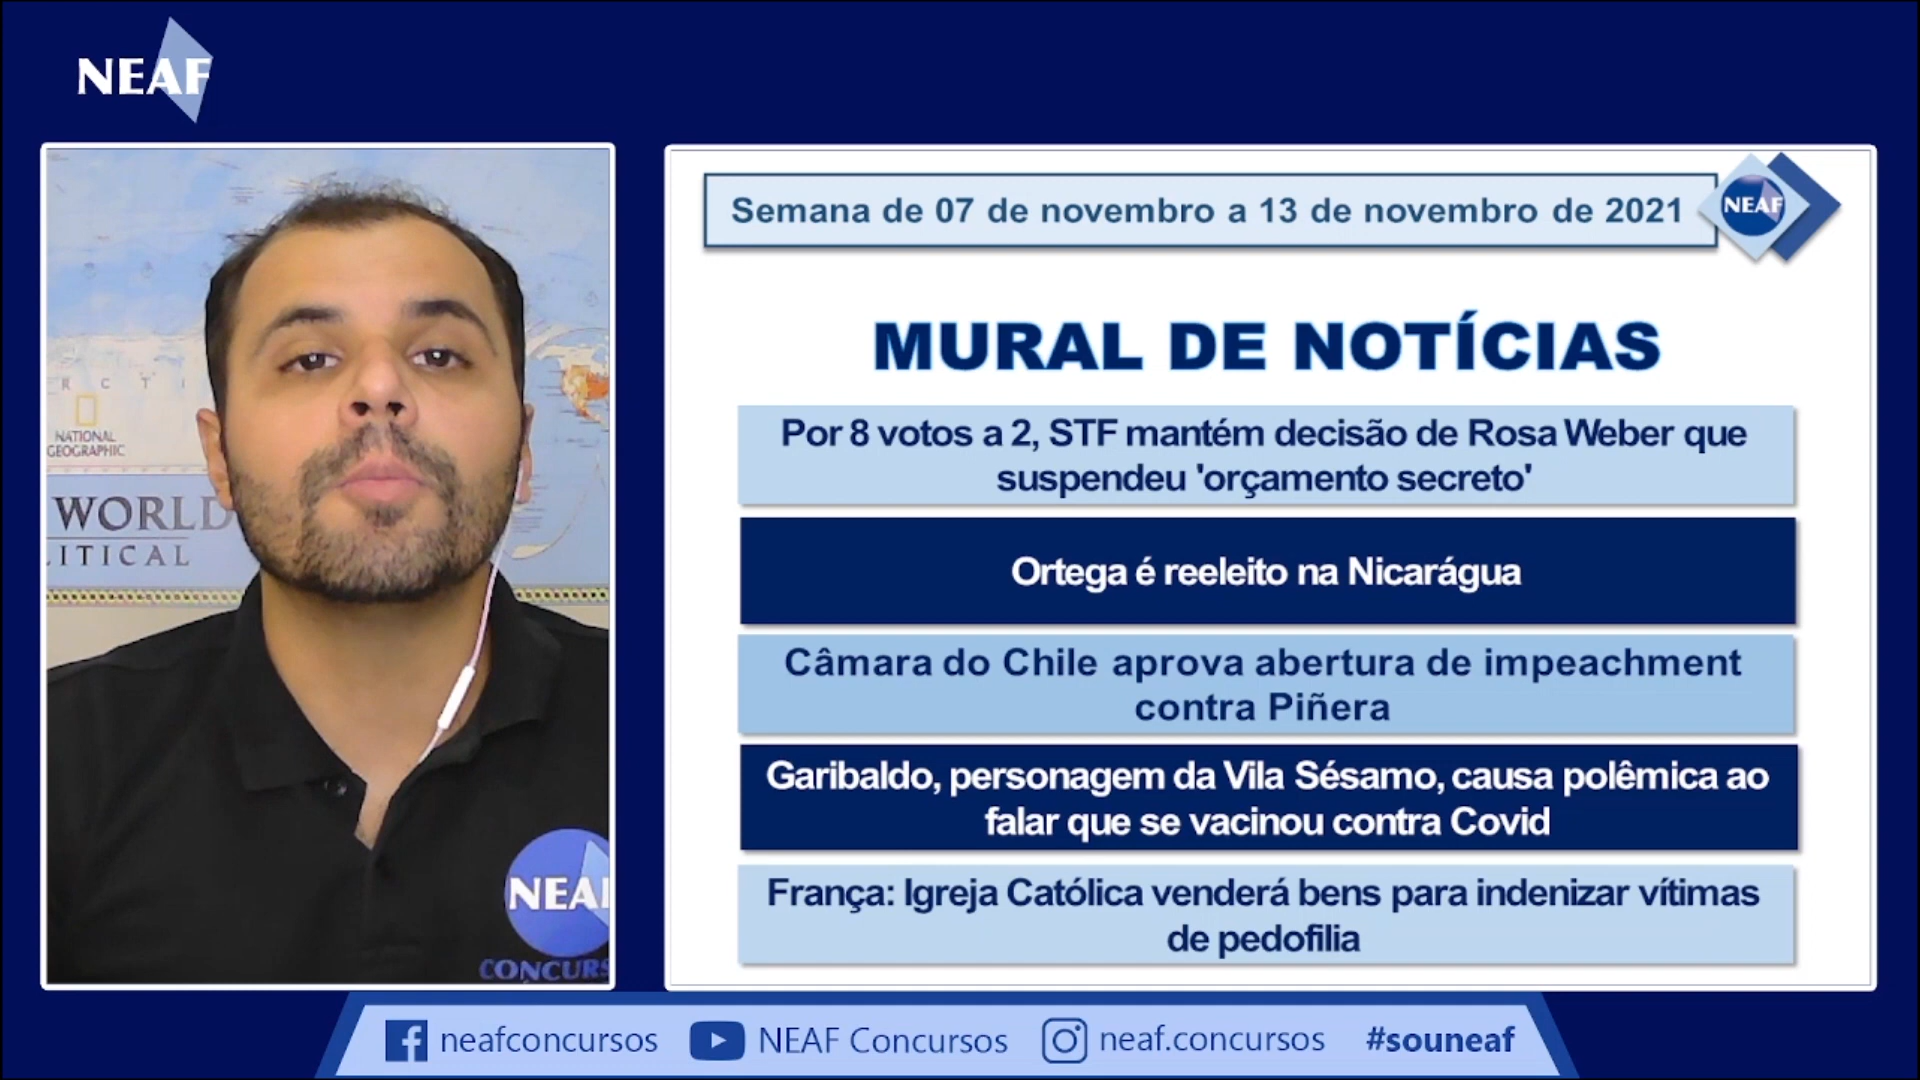 NEAF
Semana de 07 de novembro a 13 de novembro de 2021
NEAF
MURAL DE NOTÍCIAS
Por 8 votos a 2, STF mantém decisão de Rosa Weber que
suspendeu 'orçamento secreto'
Ortega é reeleito na Nicarágua
Câmara do Chile aprova abertura de impeachment
contra Piñera
Garibaldo, personagem da Vila Sésamo, causa polêmica ao
falar que se vacinou contra Covid
França: Igreja Católica venderá bens para indenizar vítimas
de pedofilia
ARCTI
NATIONAL
GEOGRAPHIC
WORLD
LITICAL
NEAF
CONCURS
neafconcursos
NEAF Concursos
neaf.concursos
#souneaf